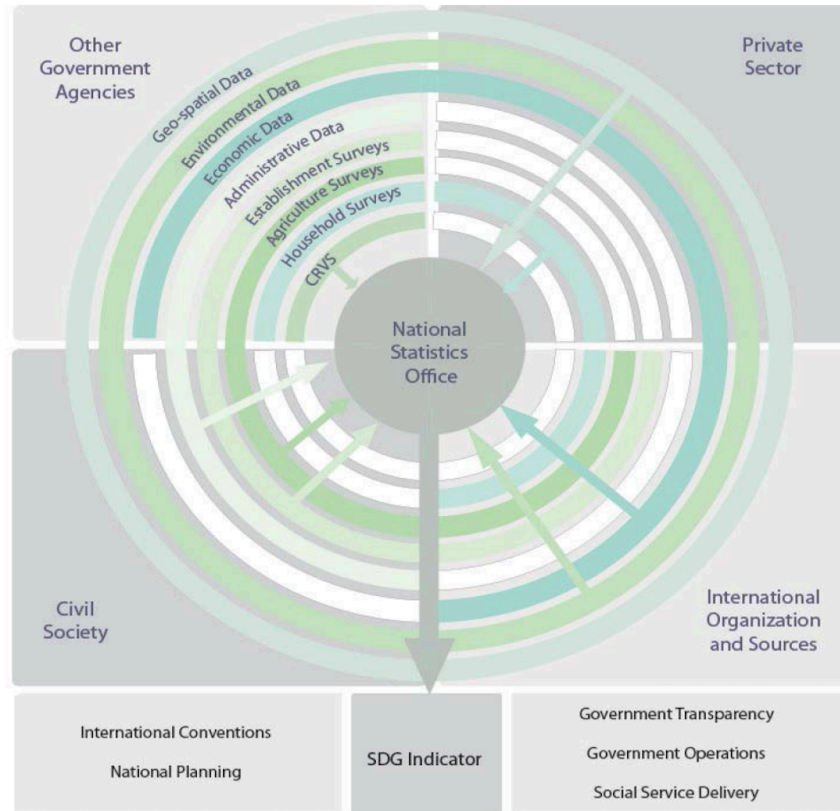 Other
Government
Agencies
Private
Sector
Geo-spatial Data
Environmental Data
Economic Data
Administrative Data
Establishment Surveys
Agriculture Surveys
Household Surveys
CRVS
National
Statistics
Office
Civil
Society
International
Organization
and Sources
International Conventions
National Planning
SDG Indicator
Government Transparency
Government Operations
Social Service Delivery